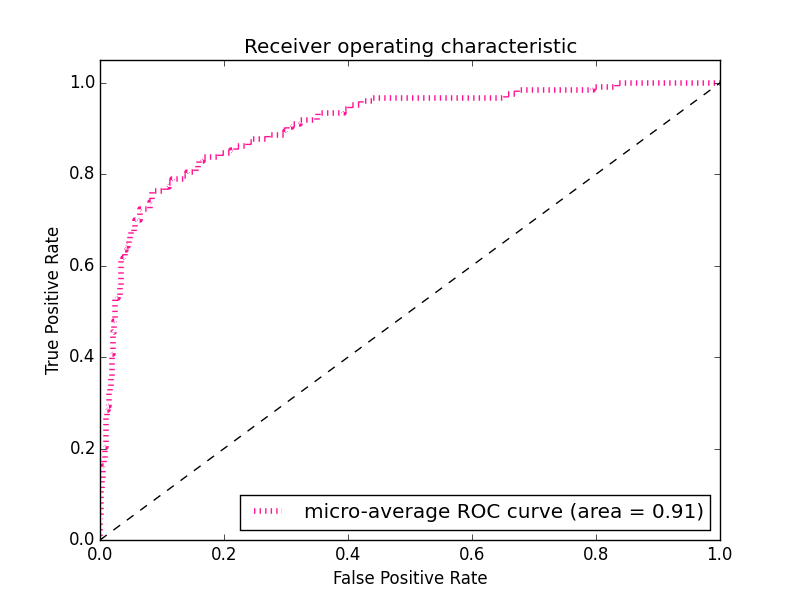 Receiver operating characteristic
1.0
0.8
0.6
0.4
0.2
0.0
True Positive Rate
micro-average ROC curve (area = 0.91)
0.0 0.2 0.4 0.6 0.8 1.0
False Positive Rate